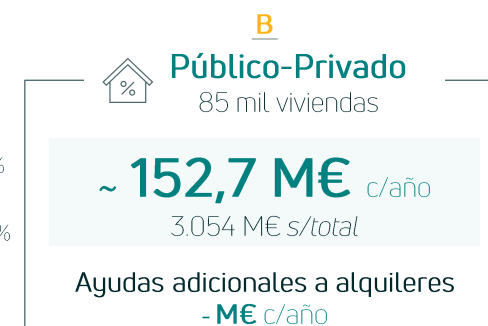 B
Público-Privado
85 mil viviendas
%
~ 152,7 M€ c/año
3.054 M€ s/total
%
Ayudas adicionales a alquileres
- M€ c/año